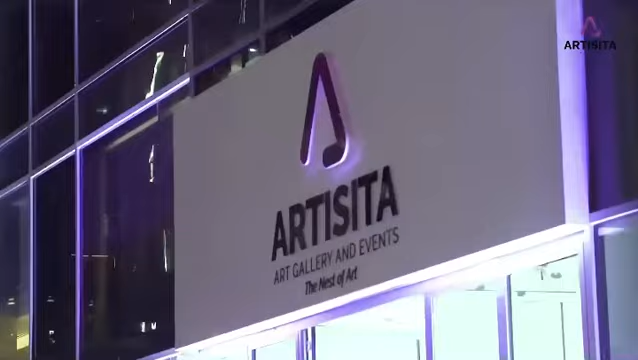 ARTISITA
ARTISITA
ART GALLERY AND EVENTS
The Nest of Art